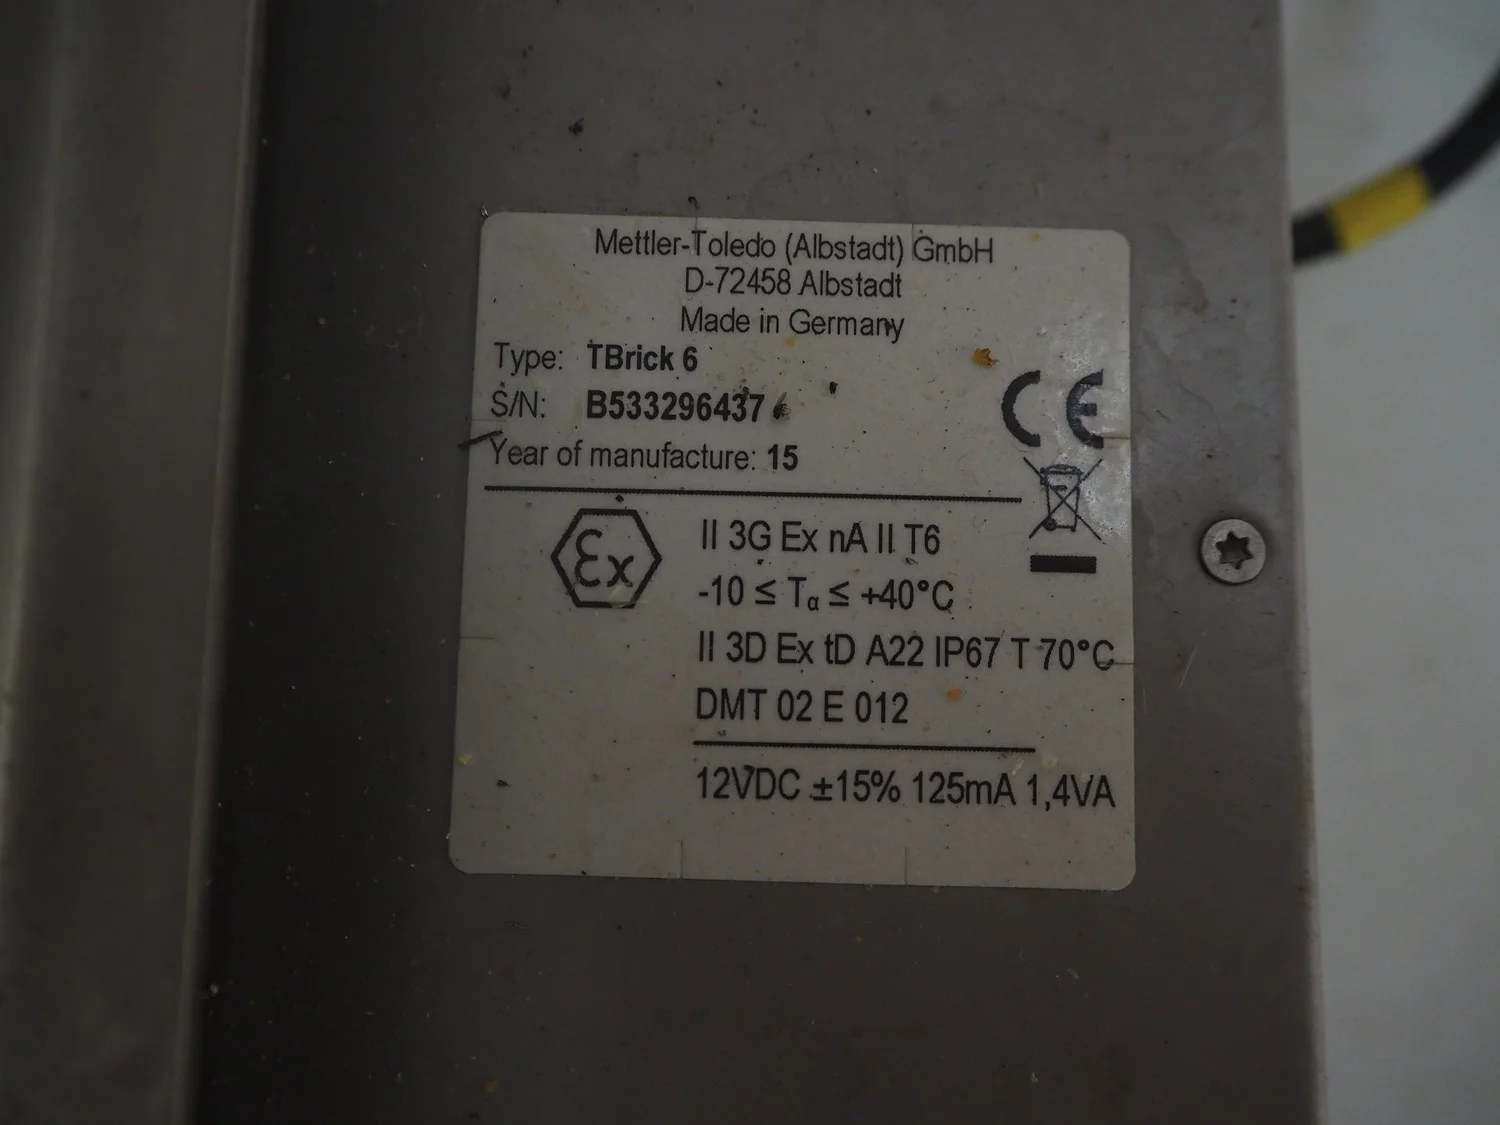 Mettler-Toledo (Albstadt) GmbH
D-72458 Albstadt
Made in Germany
Type: TBrick 6
S/N: B533296437
Year of manufacture: 15
CE
Ex
II 3G Ex nA II T6
-10 ≤ Ta ≤ +40°C
II 3D Ex tD A22 IP67 T 70°C
DMT 02 E 012
12VDC ±15% 125mA 1,4VA